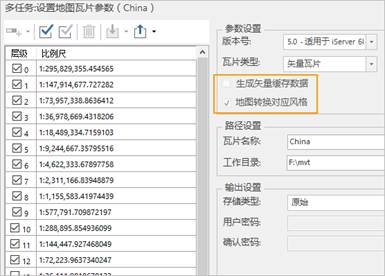 多任务:设置地图瓦片参数（China）
层级 比例尺
0 1:295,829,355,454565
1 1:147,914,677.727282
2 1:73,957,338.8636412
3 1:36,978,669.4318206
4 1:18,489,334.7159103
5 1:9,244,667.35795516
6 1:4,622,333.67897758
7 1:2,311,166.83948879
8 1:1,155,583.41974439
9 1:577,791.709872197
10 1:288,895.854936099
11 1:144,447.927468049
12 1:72,223.9637340247
参数设置
版本号: 5.0 - 适用于 iServer 6I
瓦片类型: 矢量瓦片
生成矢量缓存数据
地图转换对应风格
路径设置
瓦片名称: China
工作目录: F:\mvt
输出设置
存储类型: 原始
用户密码:
确认密码: